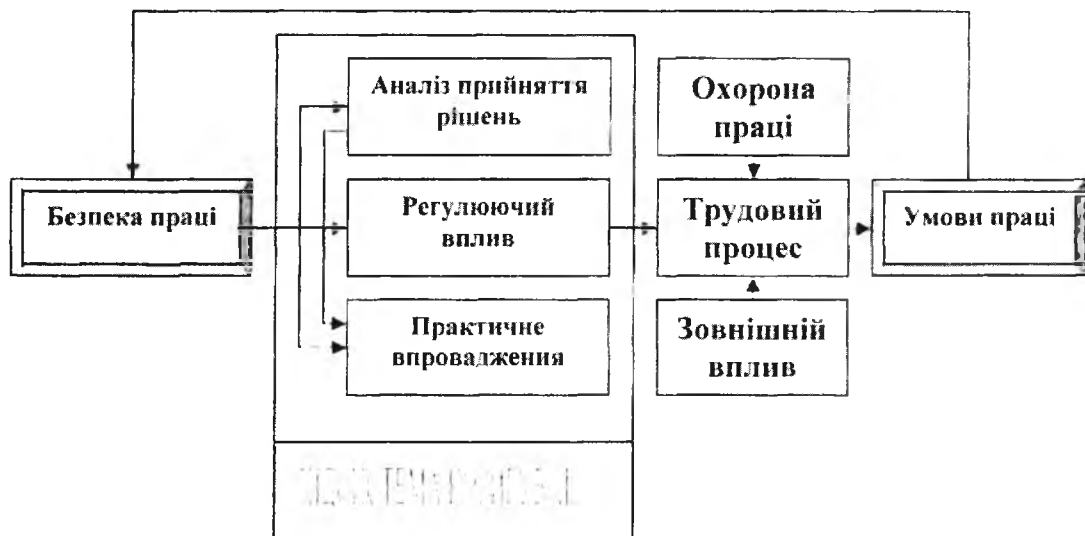 Аналіз прийняття
рішень
Охорона
праці
Безпека праці
Регулюючий
вплив
Трудовий
процес
Умови праці
Практичне
впровадження
Зовнішній
вплив